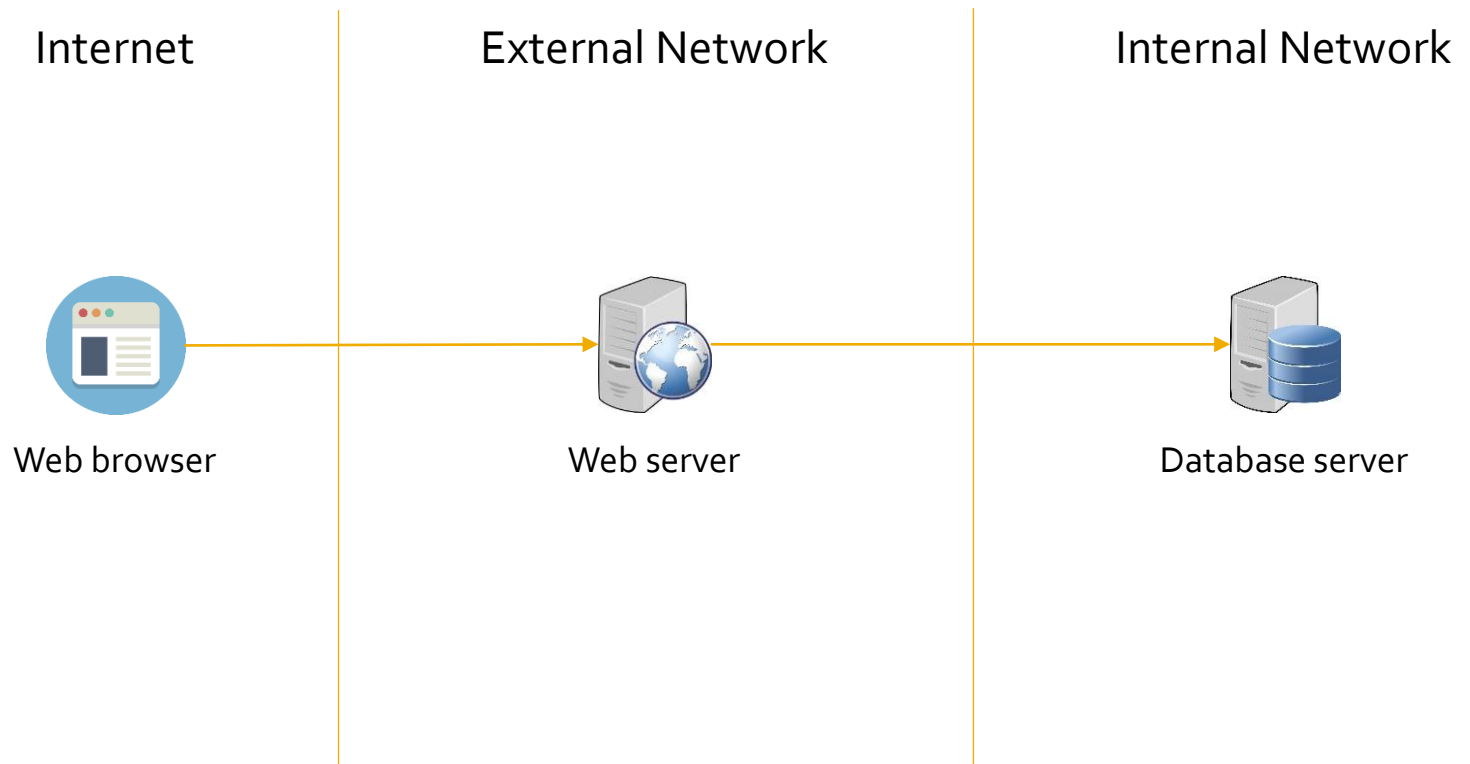 Internet
External Network
Internal Network
Web browser
Web server
Database server